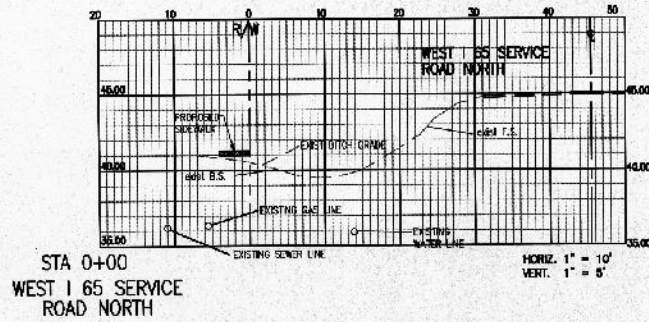 20 10 0 10 20 30 40 50
R/W
WEST I 65 SERVICE
ROAD NORTH
45.00 45.00
PROPOSED
SIDEWALK
EXIST DITCH GRADE
exist F.S.
40.00 40.00
exist B.S.
EXISTING GAS LINE
EXISTING
WATER LINE
35.00 35.00
EXISTING SEWER LINE
STA 0+00
WEST I 65 SERVICE
ROAD NORTH
HORIZ. 1" = 10'
VERT. 1" = 5'